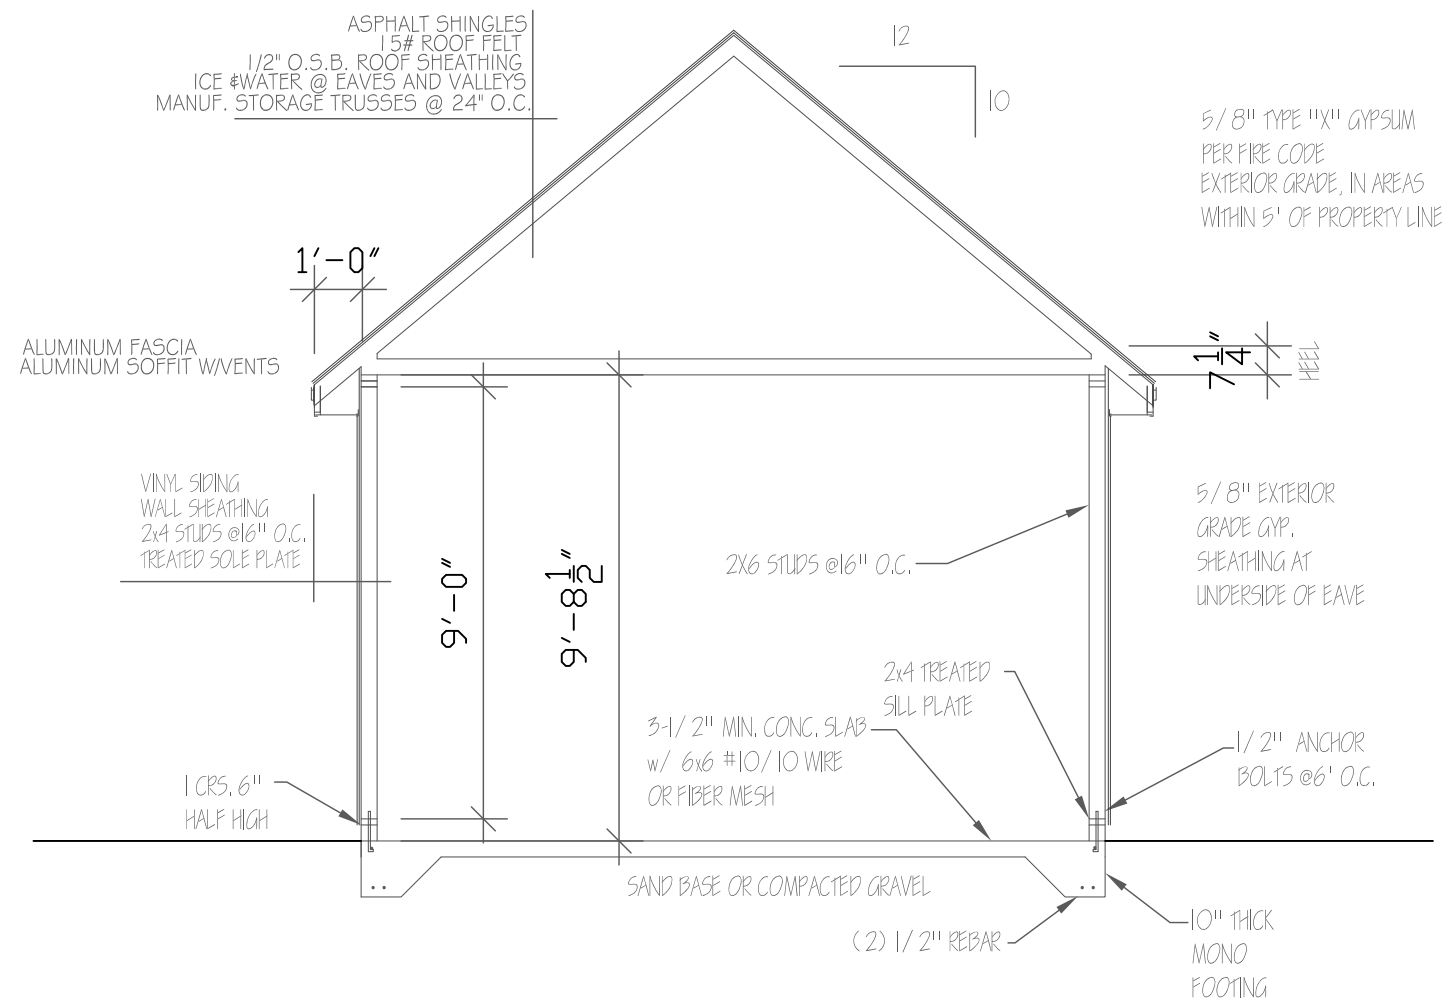 ASPHALT SHINGLES
15# ROOF FELT
1/2" O.S.B. ROOF SHEATHING
ICE &WATER @ EAVES AND VALLEYS
MANUF. STORAGE TRUSSES @ 24" O.C.
12
10
5/8" TYPE "X" GYPSUM
PER FIRE CODE
EXTERIOR GRADE, IN AREAS
WITHIN 5' OF PROPERTY LINE
1'-0"
ALUMINUM FASCIA
ALUMINUM SOFFIT W/VENTS
7 1/4"
HEEL
VINYL SIDING
WALL SHEATHING
2x4 STUDS @16" O.C.
TREATED SOLE PLATE
5/8" EXTERIOR
GRADE GYP.
SHEATHING AT
UNDERSIDE OF EAVE
9'-0"
9'-8 1/2"
2X6 STUDS @16" O.C.
2x4 TREATED
SILL PLATE
3-1/2" MIN. CONC. SLAB
w/ 6x6 #10/10 WIRE
OR FIBER MESH
1/2" ANCHOR
BOLTS @6' O.C.
1 CRS. 6"
HALF HIGH
SAND BASE OR COMPACTED GRAVEL
(2) 1/2" REBAR
10" THICK
MONO
FOOTING